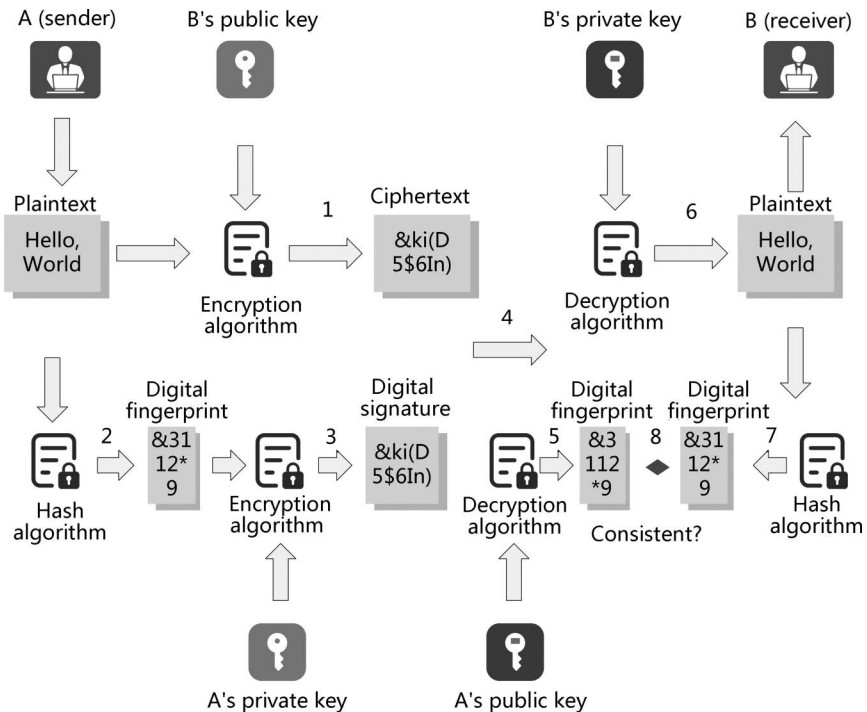 A (sender)
B's public key
B's private key
B (receiver)
Plaintext
Hello,
World
Encryption
algorithm
1
Ciphertext
&ki(D
5$6In)
4
Decryption
algorithm
6
Plaintext
Hello,
World
Hash
algorithm
2
Digital
fingerprint
&31
12*
9
Encryption
algorithm
3
Digital
signature
&ki(D
5$6In)
Decryption
algorithm
5
Digital
fingerprint
&3
112
*9
8
Consistent?
Digital
fingerprint
&31
12*
9
7
Hash
algorithm
A's private key
A's public key